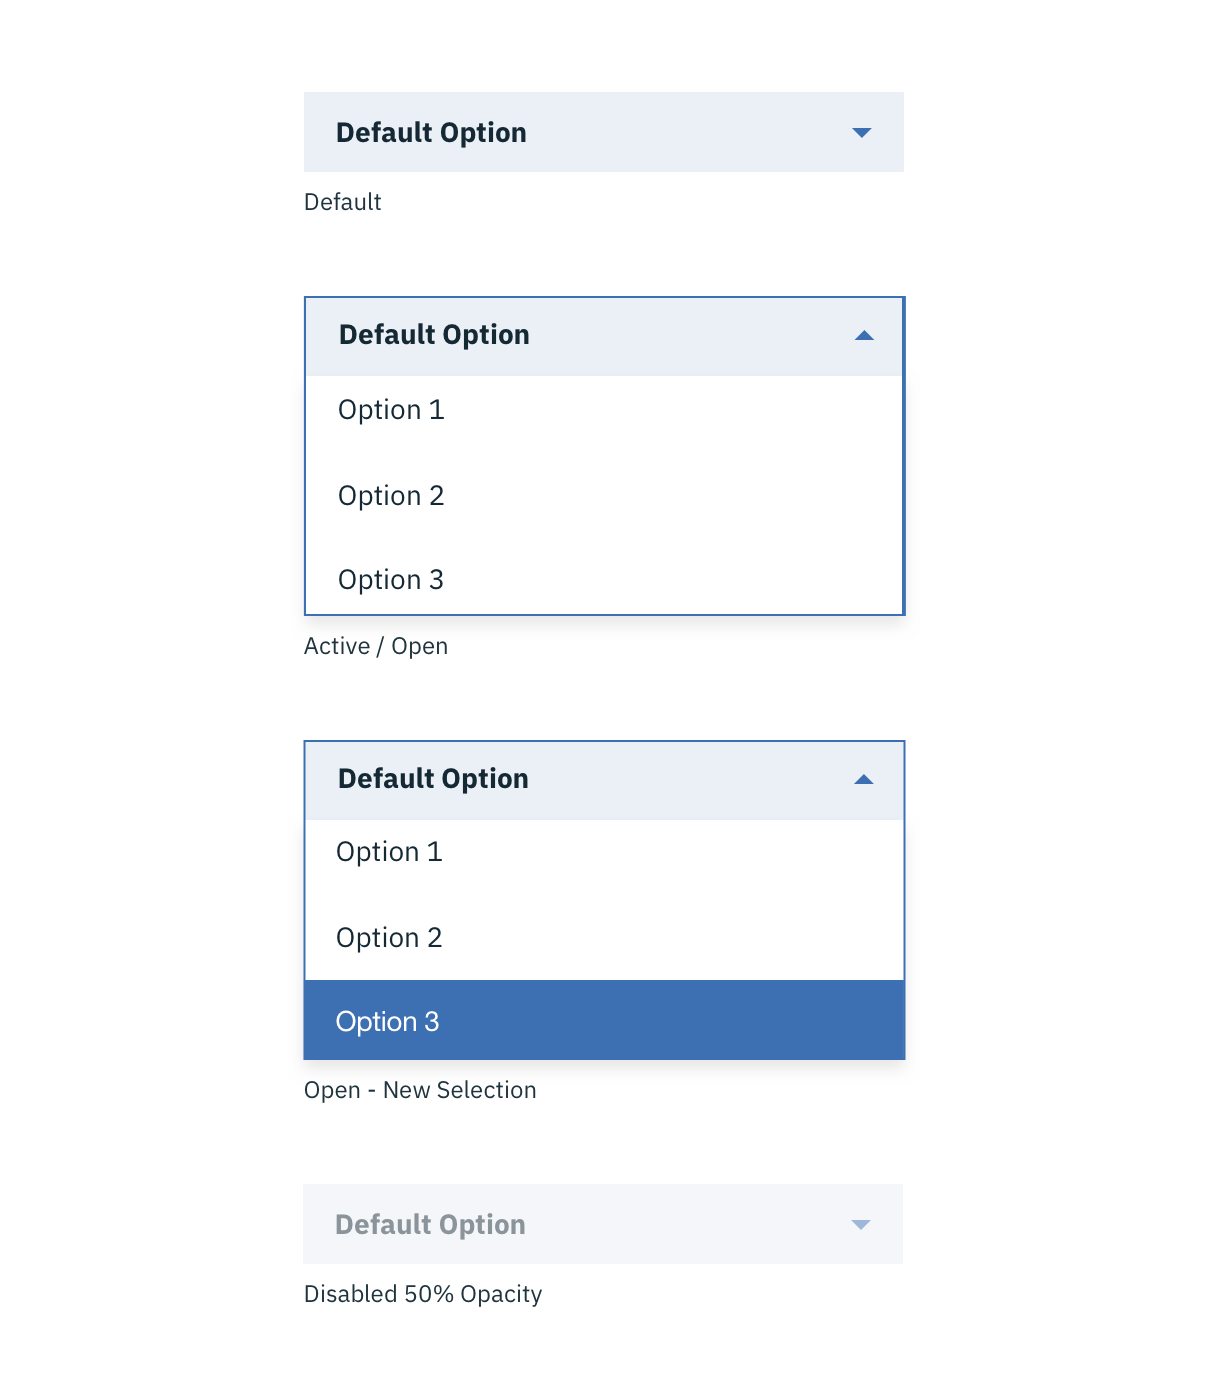 Default Option
Default
Default Option
Option 1
Option 2
Option 3
Active / Open
Default Option
Option 1
Option 2
Option 3
Open - New Selection
Default Option
Disabled 50% Opacity